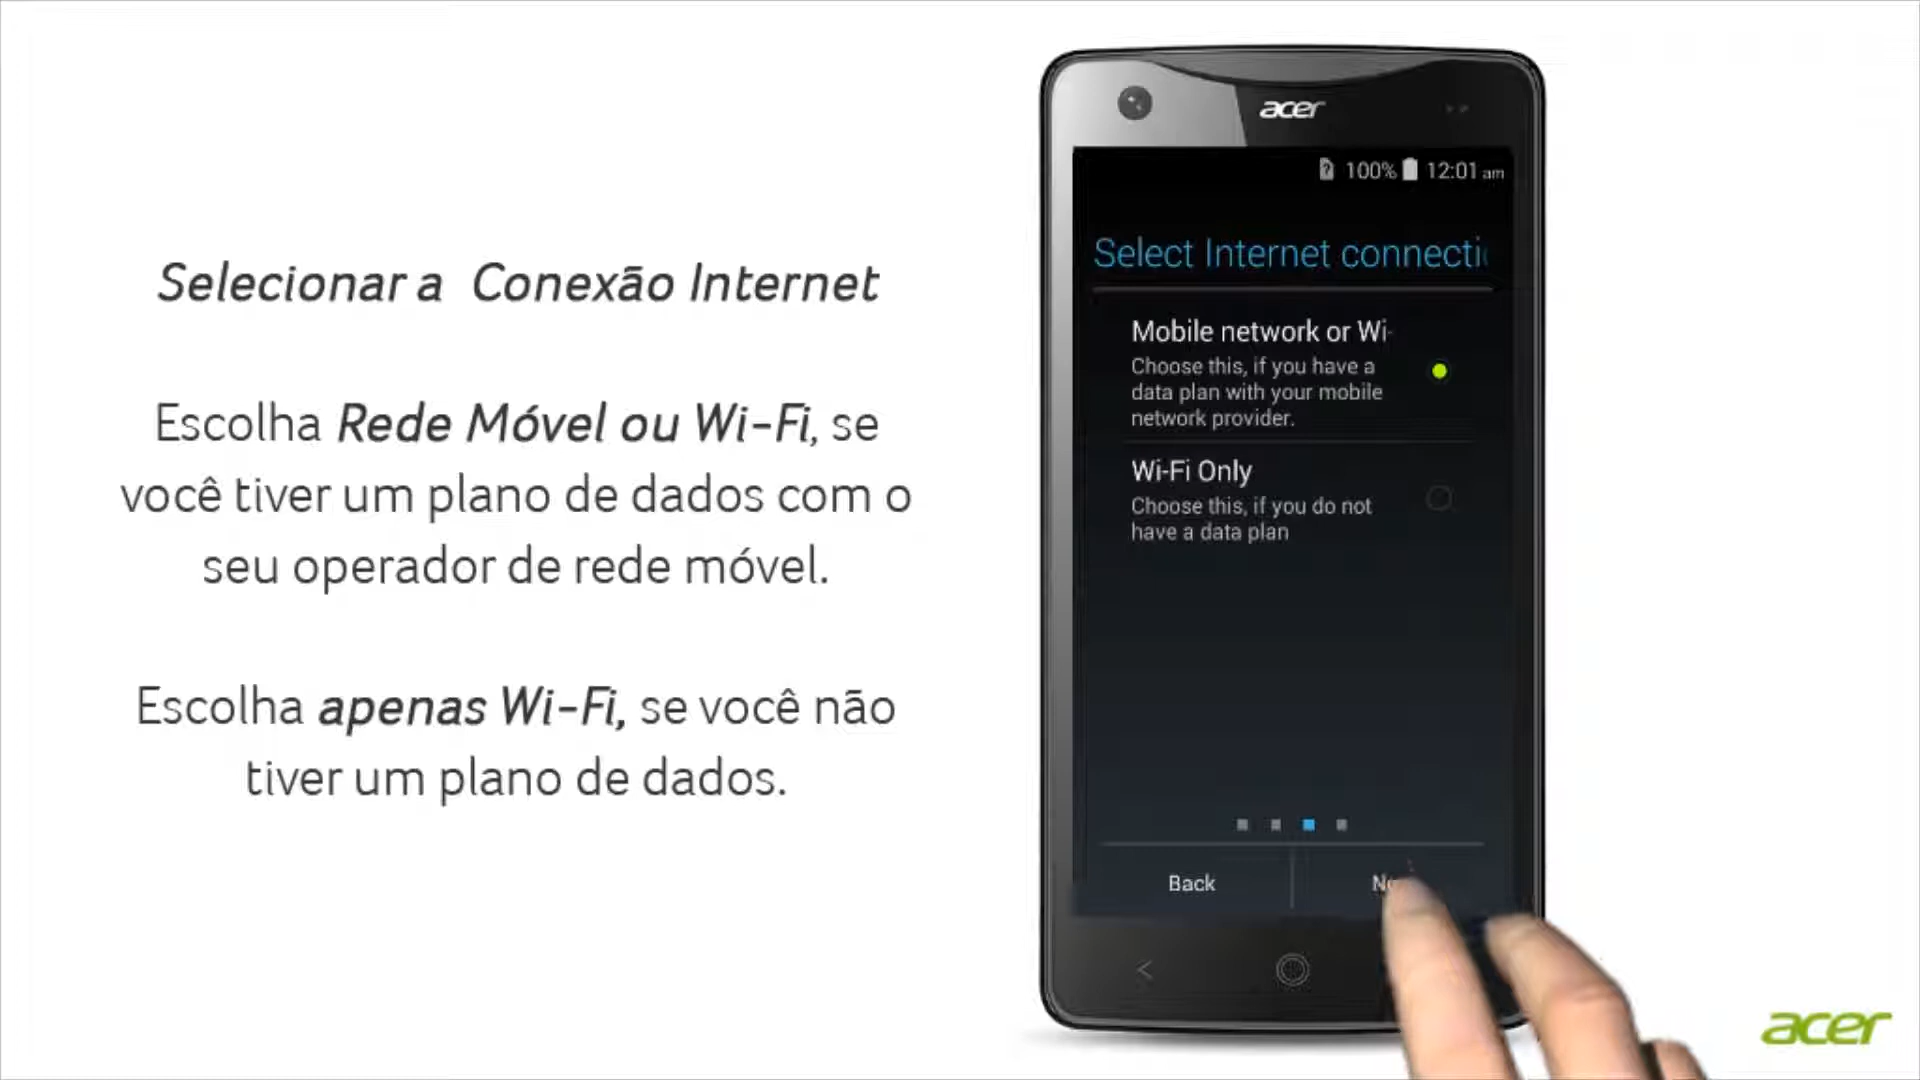 Selecionar a Conexão Internet
Escolha Rede Móvel ou Wi-Fi, se
você tiver um plano de dados com o
seu operador de rede móvel.
Escolha apenas Wi-Fi, se você não
tiver um plano de dados.
acer
100% 12:01 am
Select Internet connecti
Mobile network or Wi-
Choose this, if you have a
data plan with your mobile
network provider.
Wi-Fi Only
Choose this, if you do not
have a data plan
Back
acer